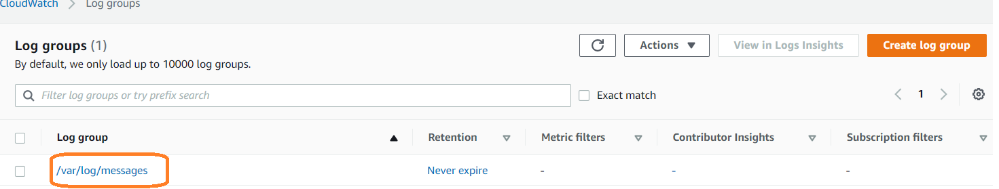 CloudWatch > Log groups
Log groups (1)
Actions ▼
View in Logs Insights
Create log group
By default, we only load up to 10000 log groups.
Filter log groups or try prefix search
Exact match
1
Log group
Retention
Metric filters
Contributor Insights
Subscription filters
/var/log/messages
Never expire
-
-
-